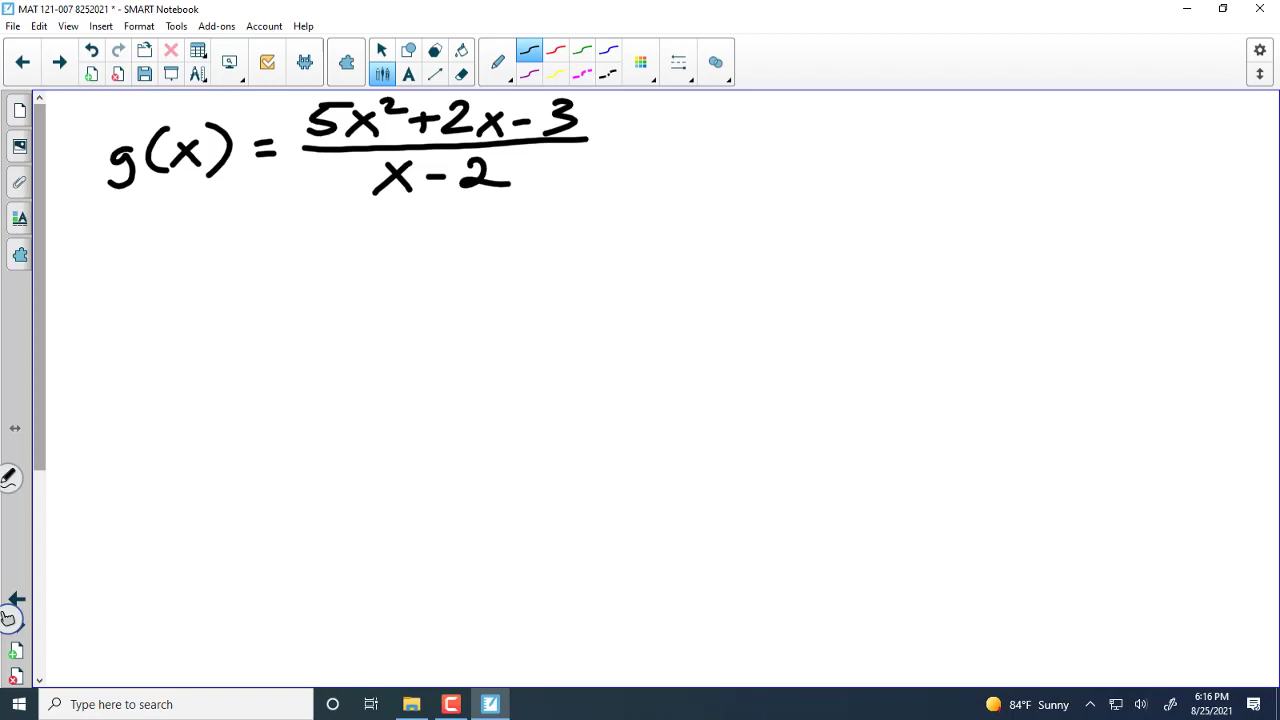 MAT 121-007 8252021 * - SMART Notebook
File Edit View Insert Format Tools Add-ons Account Help
g(x) = (5x²+2x-3)/(x-2)
Type here to search
84°F Sunny
6:16 PM
8/25/2021